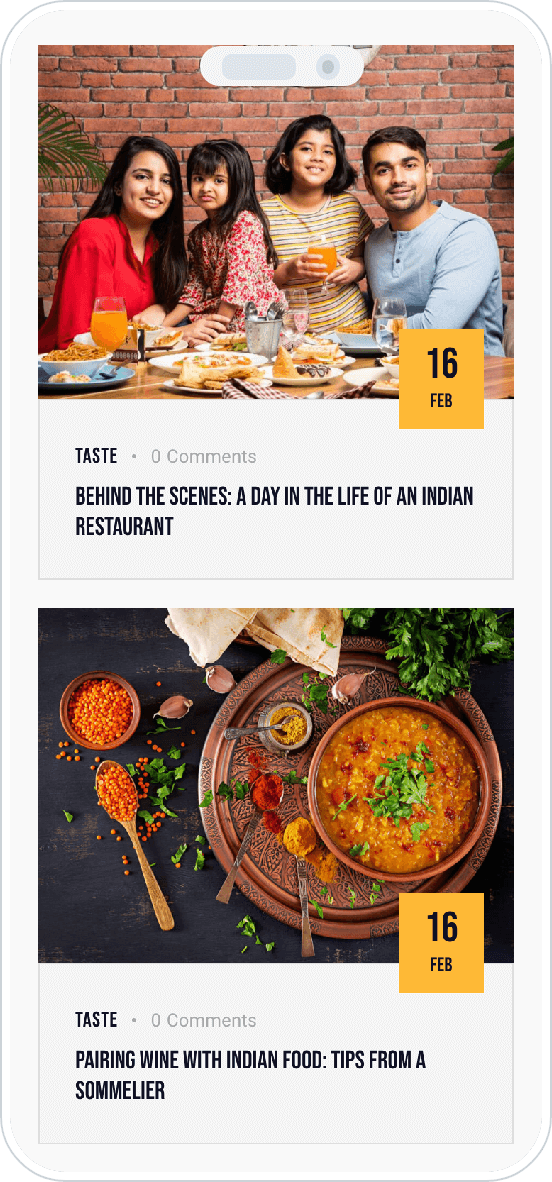 16
FEB
TASTE • 0 Comments
BEHIND THE SCENES: A DAY IN THE LIFE OF AN INDIAN
RESTAURANT
16
FEB
TASTE • 0 Comments
PAIRING WINE WITH INDIAN FOOD: TIPS FROM A
SOMMELIER